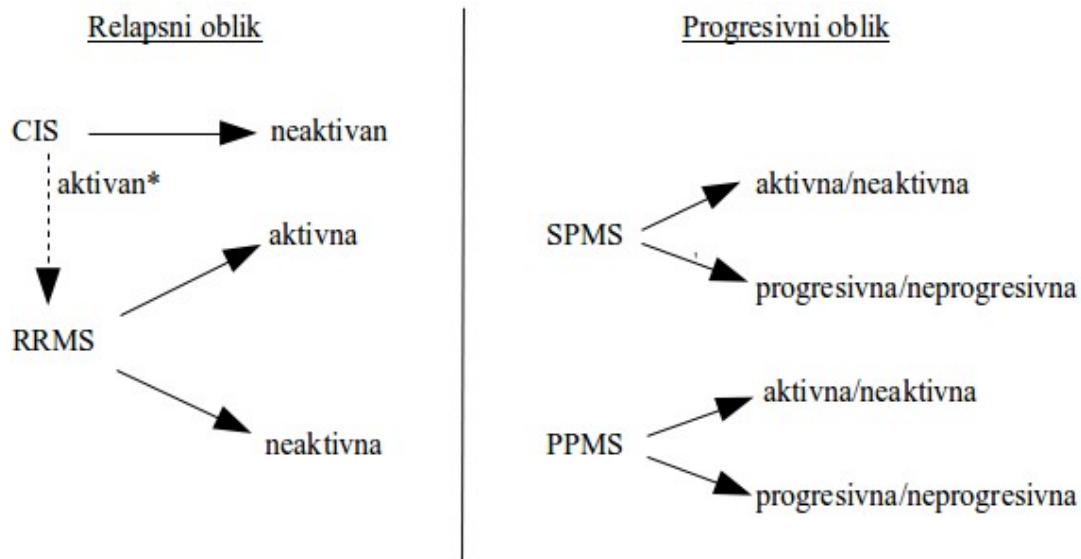 Relapsni oblik
CIS
neaktivan
aktivan*
aktivna
RRMS
neaktivna
Progresivni oblik
aktivna/neaktivna
SPMS
progresivna/neprogresivna
aktivna/neaktivna
PPMS
progresivna/neprogresivna